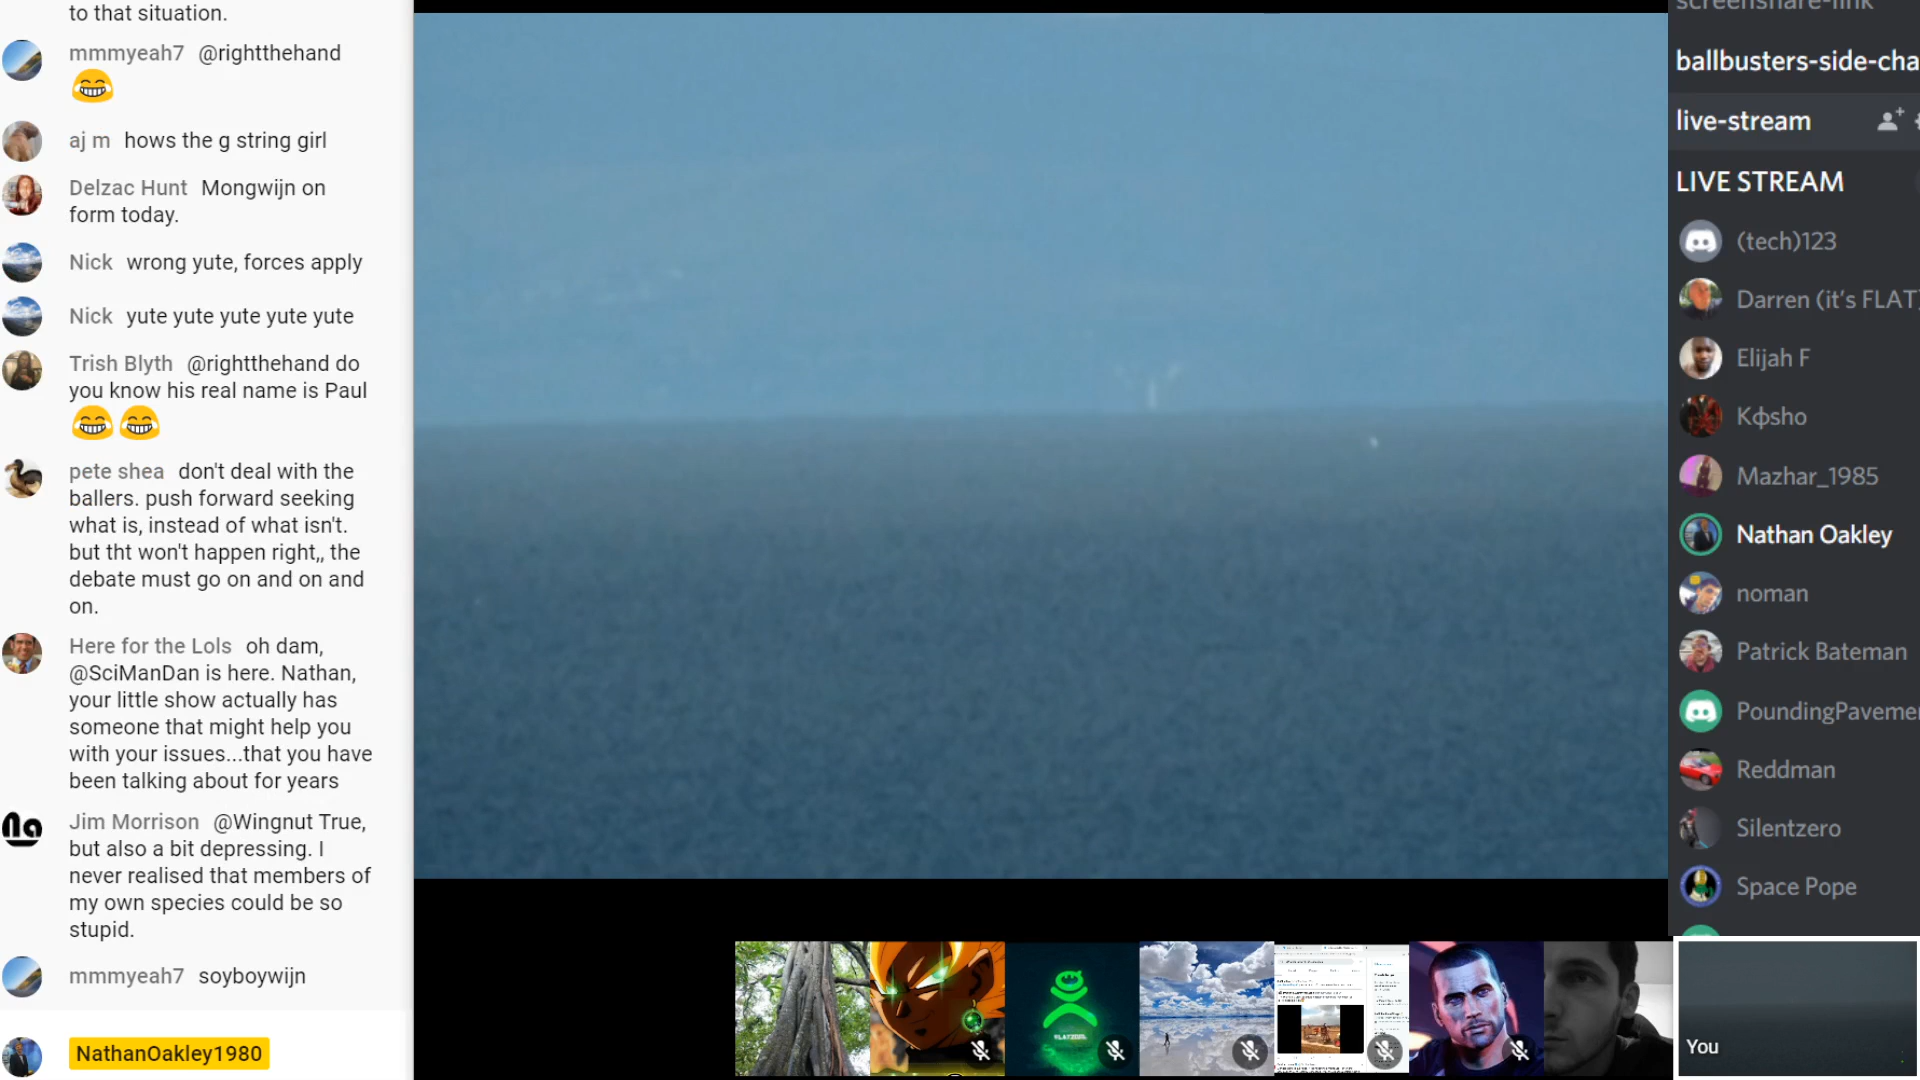 to that situation.
mmmyeah7 @rightthehand
aj m hows the g string girl
Delzac Hunt Mongwijn on
form today.
Nick wrong yute, forces apply
Nick yute yute yute yute yute
Trish Blyth @rightthehand do
you know his real name is Paul
pete shea don't deal with the
ballers. push forward seeking
what is, instead of what isn't.
but tht won't happen right,, the
debate must go on and on and
on.
Here for the Lols oh dam,
@SciManDan is here. Nathan,
your little show actually has
someone that might help you
with your issues...that you have
been talking about for years
Jim Morrison @Wingnut True,
but also a bit depressing. I
never realised that members of
my own species could be so
stupid.
mmmyeah7 soyboywijn
NathanOakley1980
screenshare-link
ballbusters-side-cha
live-stream
LIVE STREAM
(tech)123
Darren (it's FLAT)
Elijah F
Kфsho
Mazhar_1985
Nathan Oakley
noman
Patrick Bateman
PoundingPavemen
Reddman
Silentzero
Space Pope
You